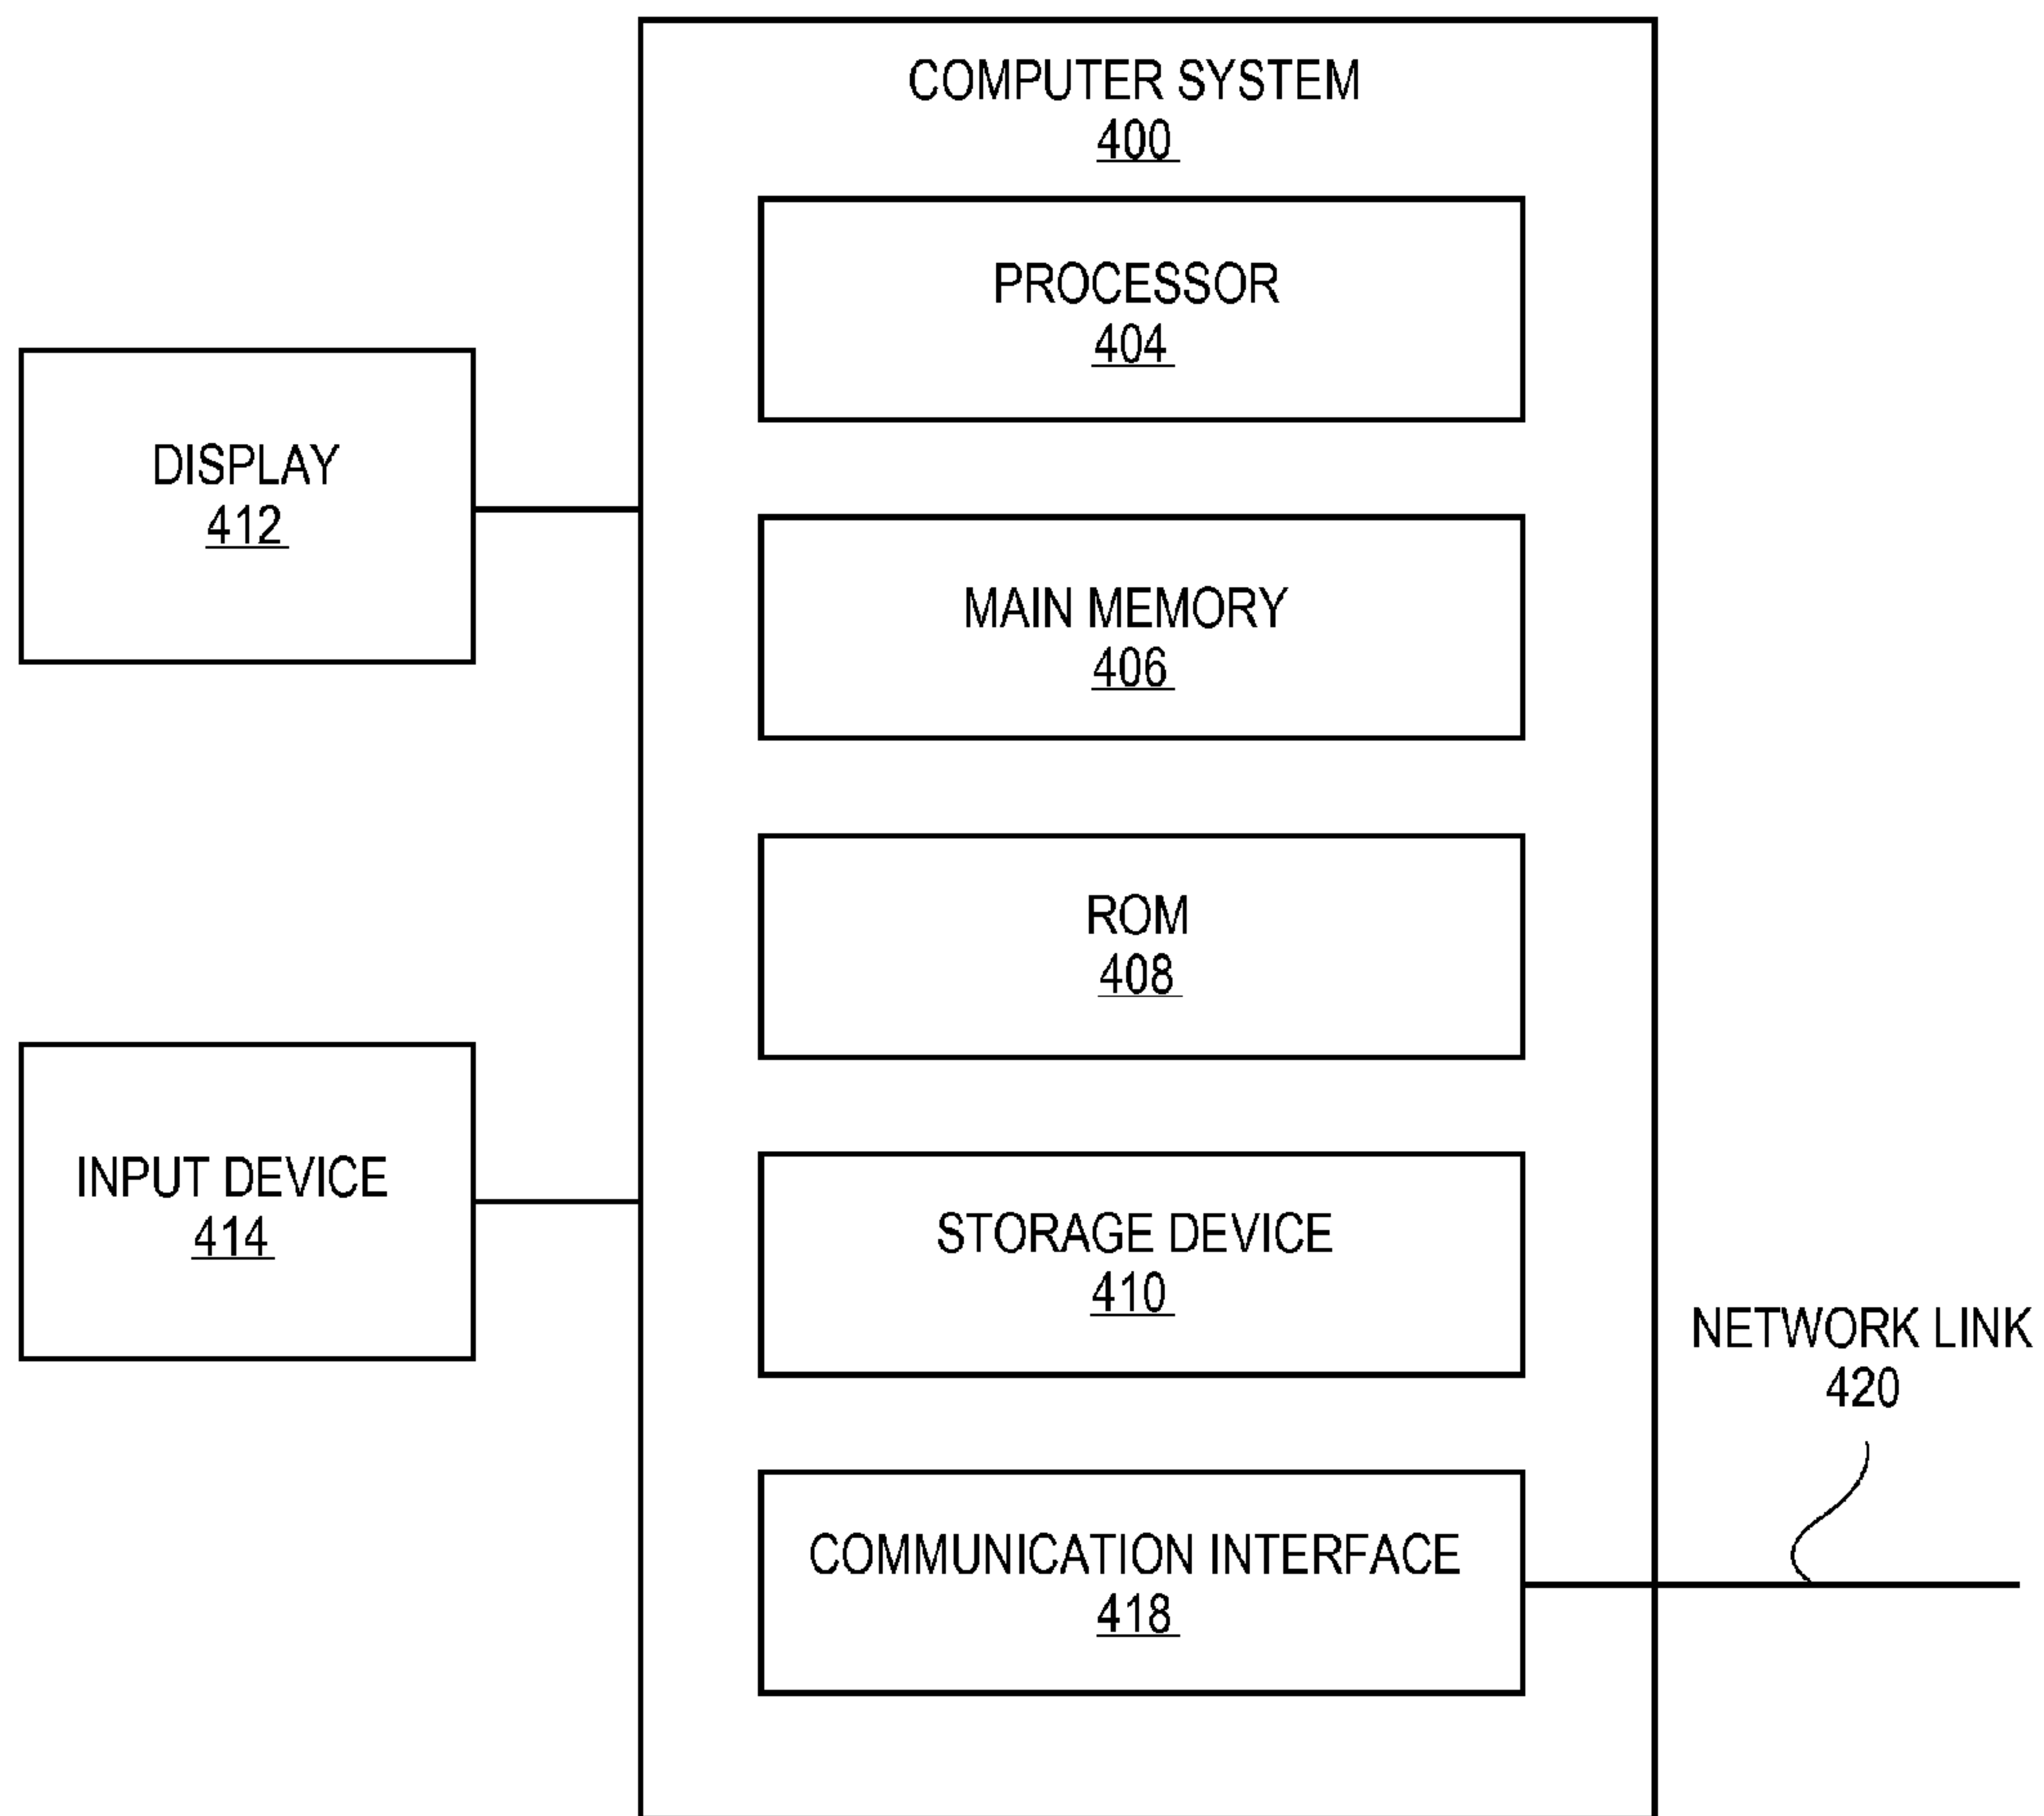 COMPUTER SYSTEM
400
PROCESSOR
404
DISPLAY
412
MAIN MEMORY
406
ROM
408
INPUT DEVICE
414
STORAGE DEVICE
410
NETWORK LINK
420
COMMUNICATION INTERFACE
418